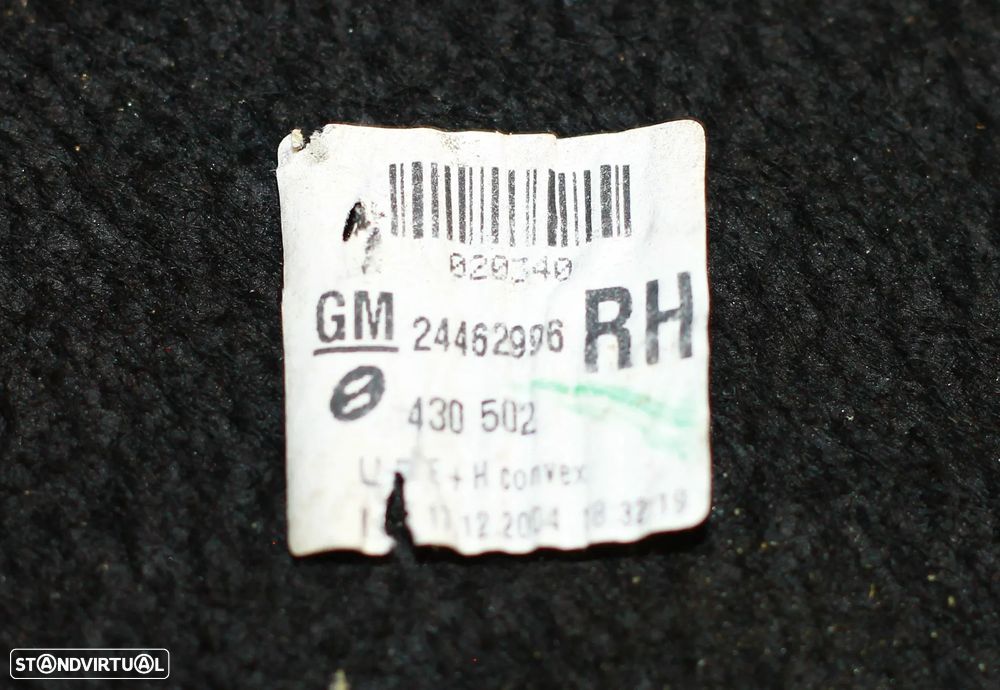 020340
GM 24462996 RH
430 502
E + H convex
12.2004 18:32:19
STANDVIRTUAL